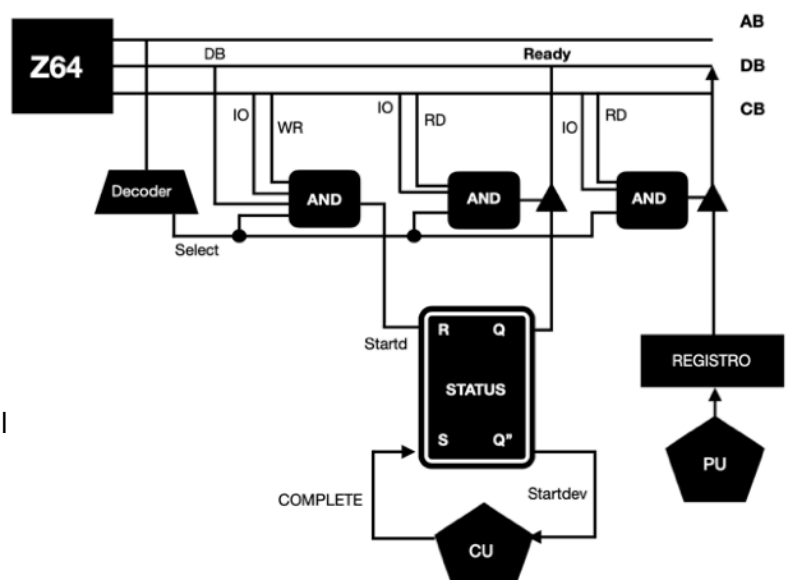 AB
Z64
DB
Ready
DB
CB
IO
WR
IO
RD
IO
RD
Decoder
AND
AND
AND
Select
R
Q
Startd
REGISTRO
STATUS
l
S
Q"
PU
COMPLETE
Startdev
CU